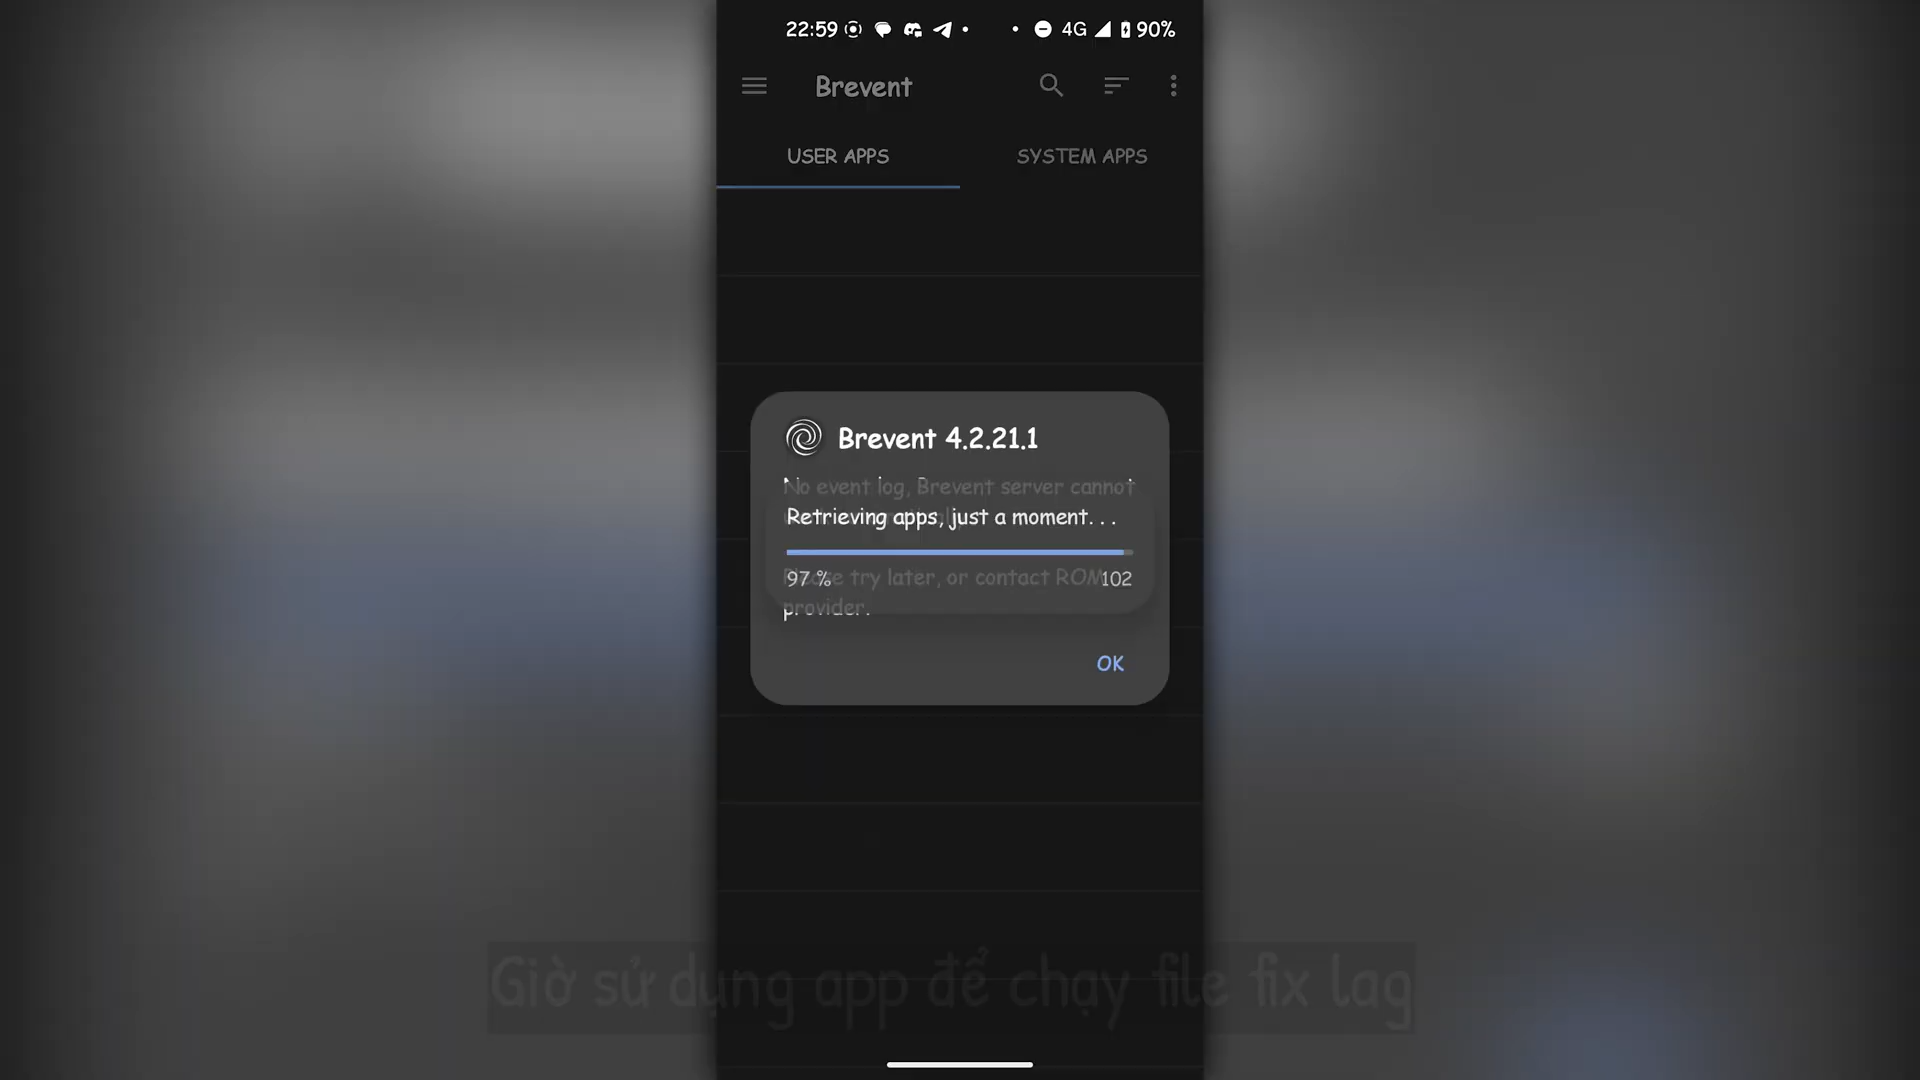 22:59 4G 90%
Brevent
USER APPS SYSTEM APPS
Brevent 4.2.21.1
No event log, Brevent server cannot
Retrieving apps, just a moment...
97 % 102
Please try later, or contact ROM
provider.
OK
Giờ sử dụng app để chạy file fix lag